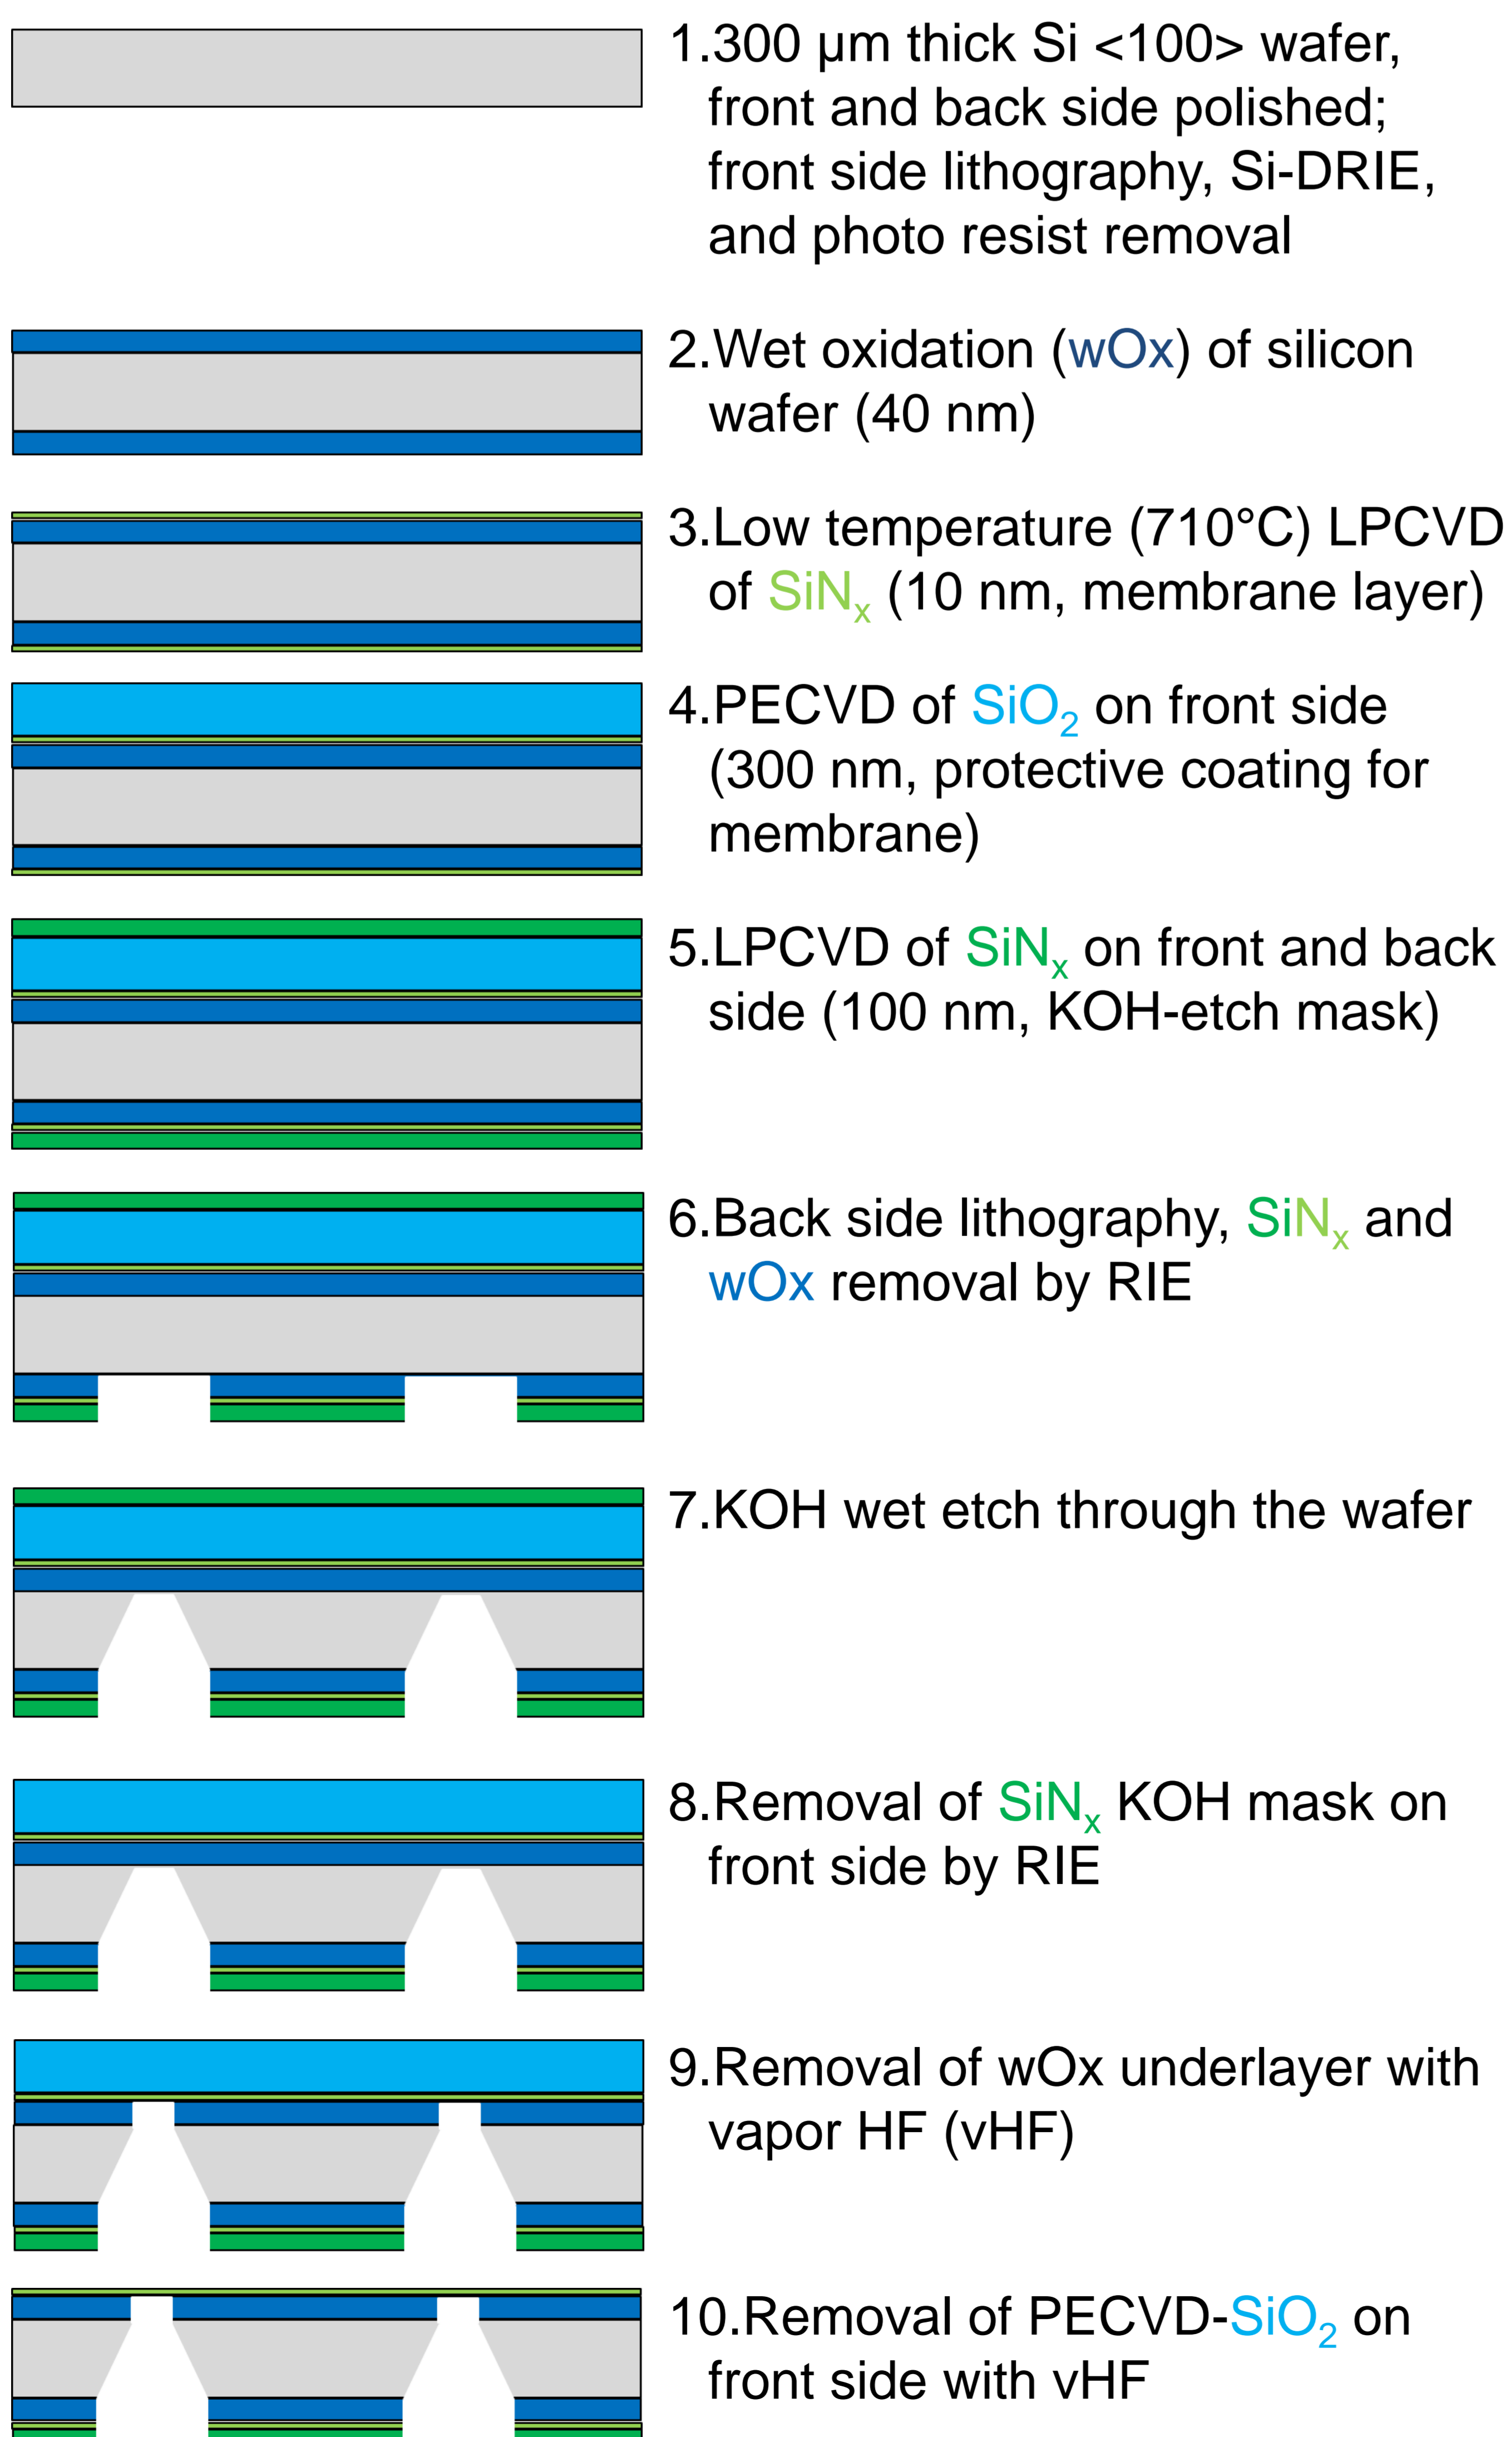 1.300 µm thick Si <100> wafer,
front and back side polished;
front side lithography, Si-DRIE,
and photo resist removal
2.Wet oxidation (wOx) of silicon
wafer (40 nm)
3.Low temperature (710°C) LPCVD
of SiNx (10 nm, membrane layer)
4.PECVD of SiO2 on front side
(300 nm, protective coating for
membrane)
5.LPCVD of SiNx on front and back
side (100 nm, KOH-etch mask)
6.Back side lithography, SiNx and
wOx removal by RIE
7.KOH wet etch through the wafer
8.Removal of SiNx KOH mask on
front side by RIE
9.Removal of wOx underlayer with
vapor HF (vHF)
10.Removal of PECVD-SiO2 on
front side with vHF